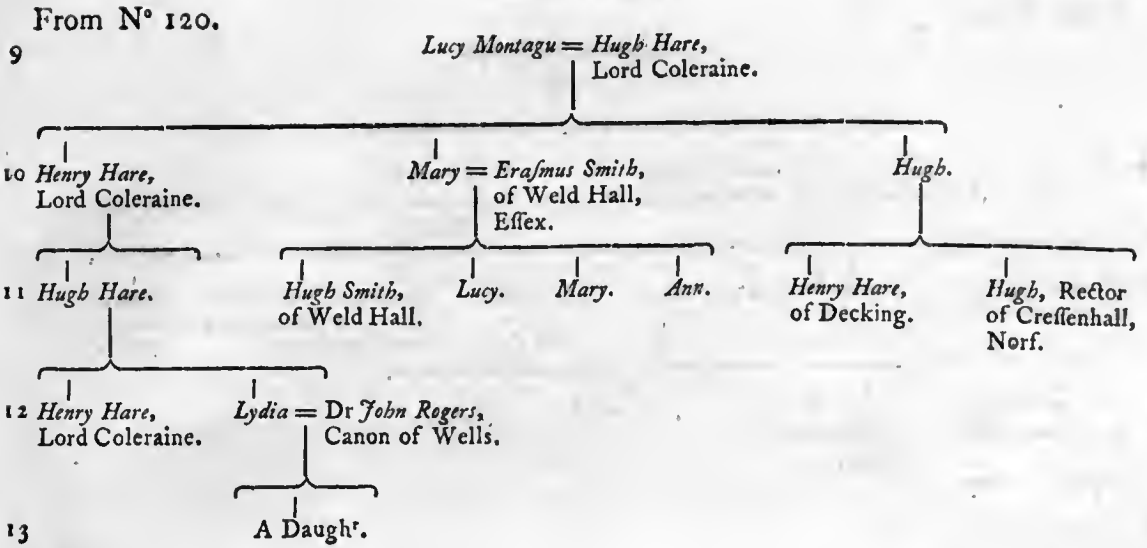 From Nº 120.
9 Lucy Montagu = Hugh Hare,
Lord Coleraine.
10 Henry Hare, Mary = Eraſmus Smith, Hugh.
Lord Coleraine. of Weld Hall,
Eſſex.
11 Hugh Hare. Hugh Smith, Lucy. Mary. Ann. Henry Hare, Hugh, Rector
of Weld Hall. of Decking. of Creſſenhall,
Norf.
12 Henry Hare, Lydia = Dr John Rogers,
Lord Coleraine. Canon of Wells.
13 A Daughʳ.